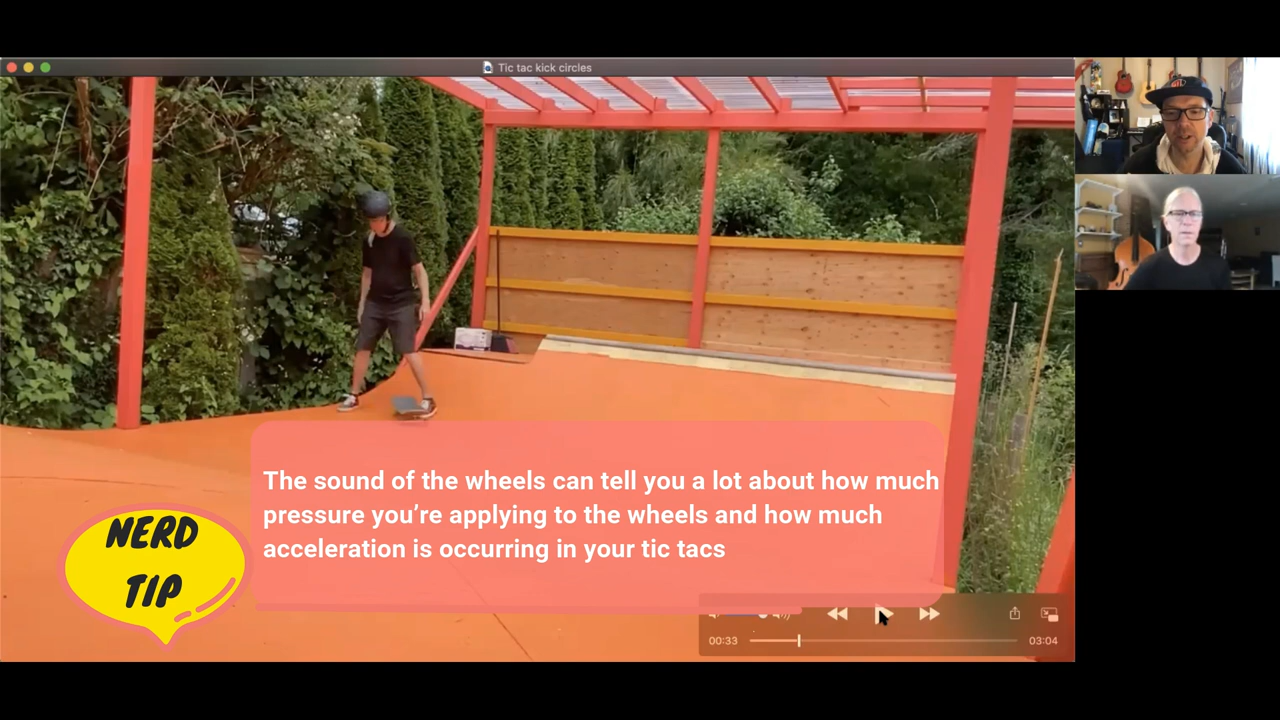 Tic tac kick circles
The sound of the wheels can tell you a lot about how much
pressure you’re applying to the wheels and how much
acceleration is occurring in your tic tacs
NERD
TIP
00:33
03:04